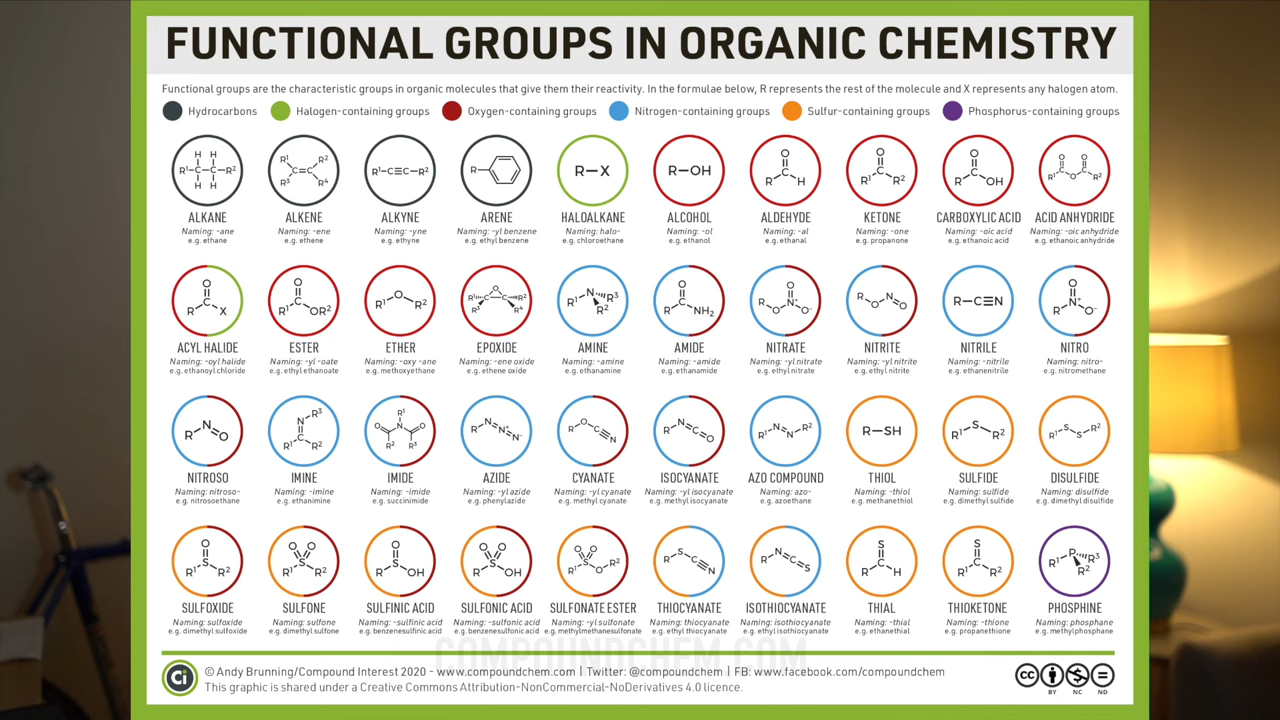 FUNCTIONAL GROUPS IN ORGANIC CHEMISTRY
Functional groups are the characteristic groups in organic molecules that give them their reactivity. In the formulae below, R represents the rest of the molecule and X represents any halogen atom.
Hydrocarbons Halogen-containing groups Oxygen-containing groups Nitrogen-containing groups Sulfur-containing groups Phosphorus-containing groups
ALKANE ALKENE ALKYNE ARENE HALOALKANE ALCOHOL ALDEHYDE KETONE CARBOXYLIC ACID ACID ANHYDRIDE
Naming: -ane Naming: -ene Naming: -yne Naming: -yl benzene Naming: halo- Naming: -ol Naming: -al Naming: -one Naming: -oic acid Naming: -oic anhydride
e.g. ethane e.g. ethene e.g. ethyne e.g. ethyl benzene e.g. chloroethane e.g. ethanol e.g. ethanal e.g. propanone e.g. ethanoic acid e.g. ethanoic anhydride
ACYL HALIDE ESTER ETHER EPOXIDE AMINE AMIDE NITRATE NITRITE NITRILE NITRO
Naming: -oyl halide Naming: -yl -oate Naming: -oxy -ane Naming: -ene oxide Naming: -amine Naming: -amide Naming: -yl nitrate Naming: -yl nitrite Naming: -nitrile Naming: nitro-
e.g. ethanoyl chloride e.g. ethyl ethanoate e.g. methoxyethane e.g. ethene oxide e.g. ethanamine e.g. ethanamide e.g. ethyl nitrate e.g. ethyl nitrite e.g. ethanenitrile e.g. nitromethane
NITROSO IMINE IMIDE AZIDE CYANATE ISOCYANATE AZO COMPOUND THIOL SULFIDE DISULFIDE
Naming: nitroso- Naming: -imine Naming: -imide Naming: -yl azide Naming: -yl cyanate Naming: -yl isocyanate Naming: azo- Naming: -thiol Naming: sulfide Naming: disulfide
e.g. nitrosoethane e.g. ethanimine e.g. succinimide e.g. phenylazide e.g. methyl cyanate e.g. methyl isocyanate e.g. azoethane e.g. methanethiol e.g. dimethyl sulfide e.g. dimethyl disulfide
SULFOXIDE SULFONE SULFINIC ACID SULFONIC ACID SULFONATE ESTER THIOCYANATE ISOTHIOCYANATE THIAL THIOKETONE PHOSPHINE
Naming: sulfoxide Naming: sulfone Naming: -sulfinic acid Naming: -sulfonic acid Naming: -yl sulfonate Naming: thiocyanate Naming: isothiocyanate Naming: -thial Naming: -thione Naming: phosphane
e.g. dimethyl sulfoxide e.g. dimethyl sulfone e.g. benzenesulfinic acid e.g. benzenesulfonic acid e.g. methylmethanesulfonate e.g. ethyl thiocyanate e.g. ethyl isothiocyanate e.g. ethanethial e.g. propanethione e.g. methylphosphane
COMPOUNDCHEM.COM
Ci © Andy Brunning/Compound Interest 2020 - www.compoundchem.com | Twitter: @compoundchem | FB: www.facebook.com/compoundchem
This graphic is shared under a Creative Commons Attribution-NonCommercial-NoDerivatives 4.0 licence.
CC BY NC ND